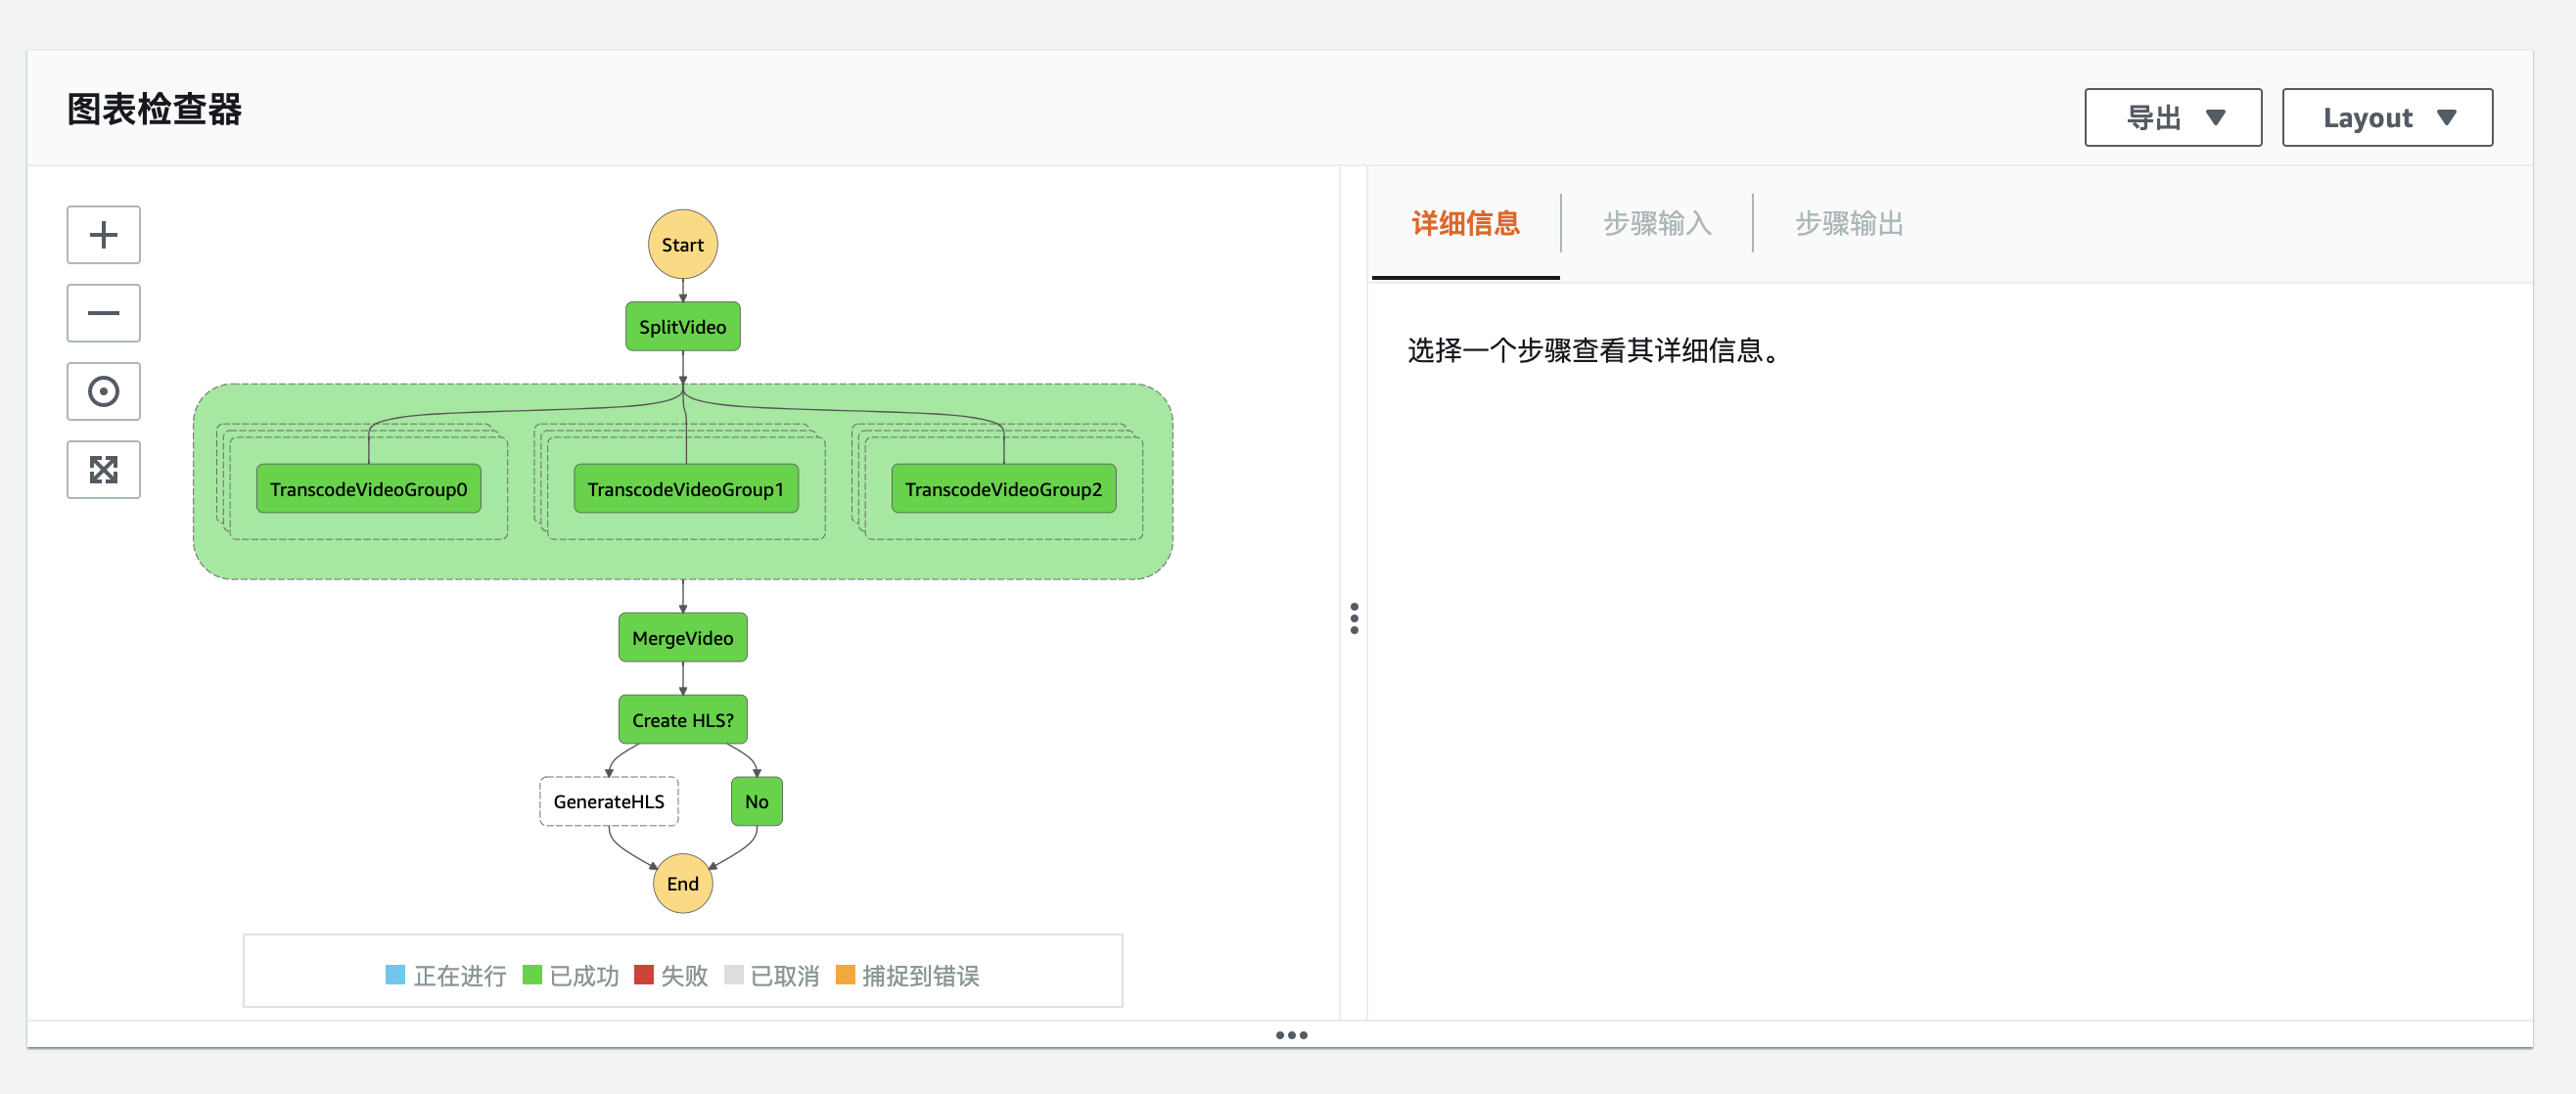 图表检查器
导出
Layout
详细信息
步骤输入
步骤输出
选择一个步骤查看其详细信息。
Start
SplitVideo
TranscodeVideoGroup0
TranscodeVideoGroup1
TranscodeVideoGroup2
MergeVideo
Create HLS?
GenerateHLS
No
End
正在进行
已成功
失败
已取消
捕捉到错误